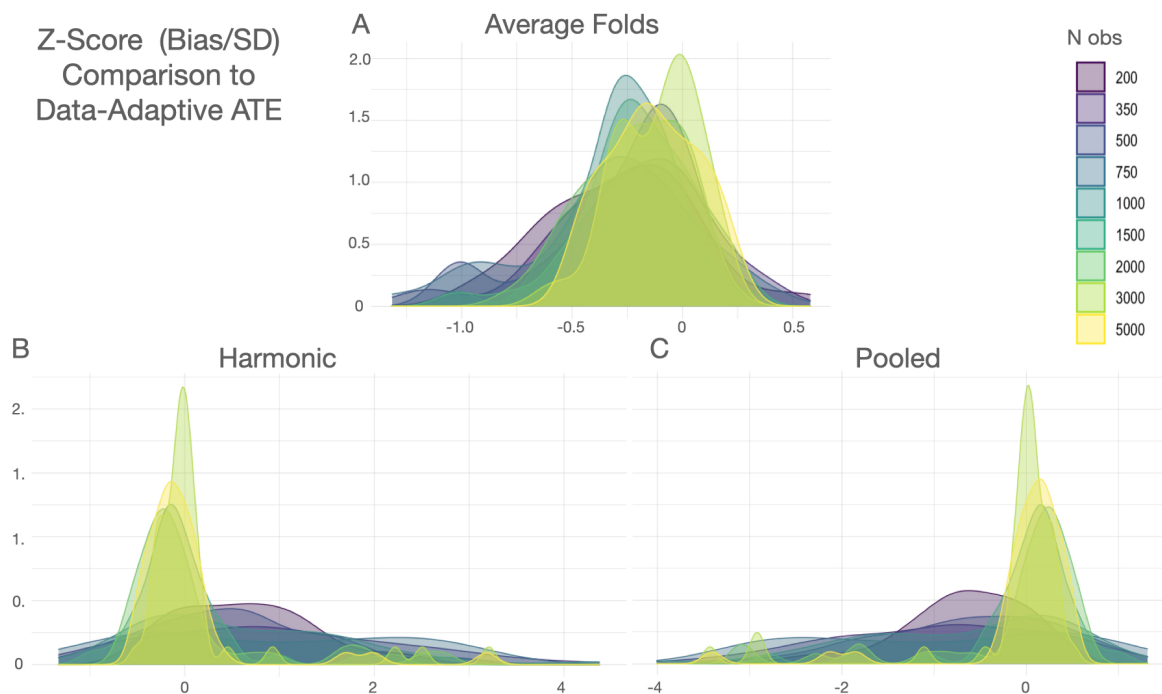 Z-Score (Bias/SD)
Comparison to
Data-Adaptive ATE
A
Average Folds
2.0
1.5
1.0
0.5
0
-1.0
-0.5
0
0.5
N obs
200
350
500
750
1000
1500
2000
3000
5000
B
Harmonic
2.
1.
1.
0.
0
0
2
4
C
Pooled
-4
-2
0